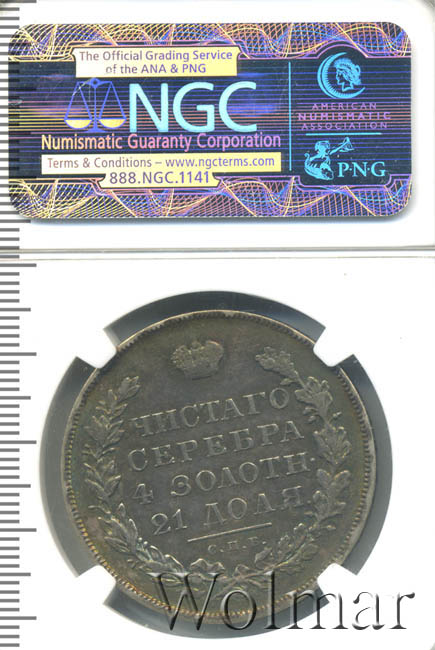 The Official Grading Service
of the ANA & PNG
NGC
Numismatic Guaranty Corporation
Terms & Conditions – www.ngcterms.com
888.NGC.1141
AMERICAN
NUMISMATIC
ASSOCIATION
P·N·G
ЧИСТАГО
СЕРЕБРА
4 ЗОЛОТН
21 ДОЛЯ
С.П.Б.
Wolmar